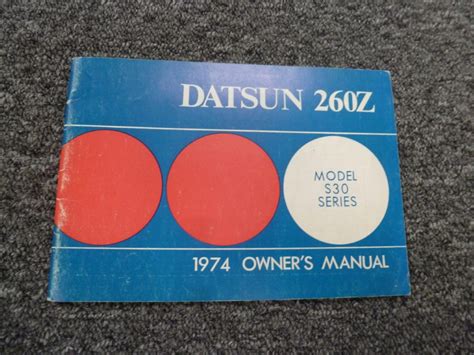 DATSUN 260Z
MODEL
S30
SERIES
1974 OWNER'S MANUAL